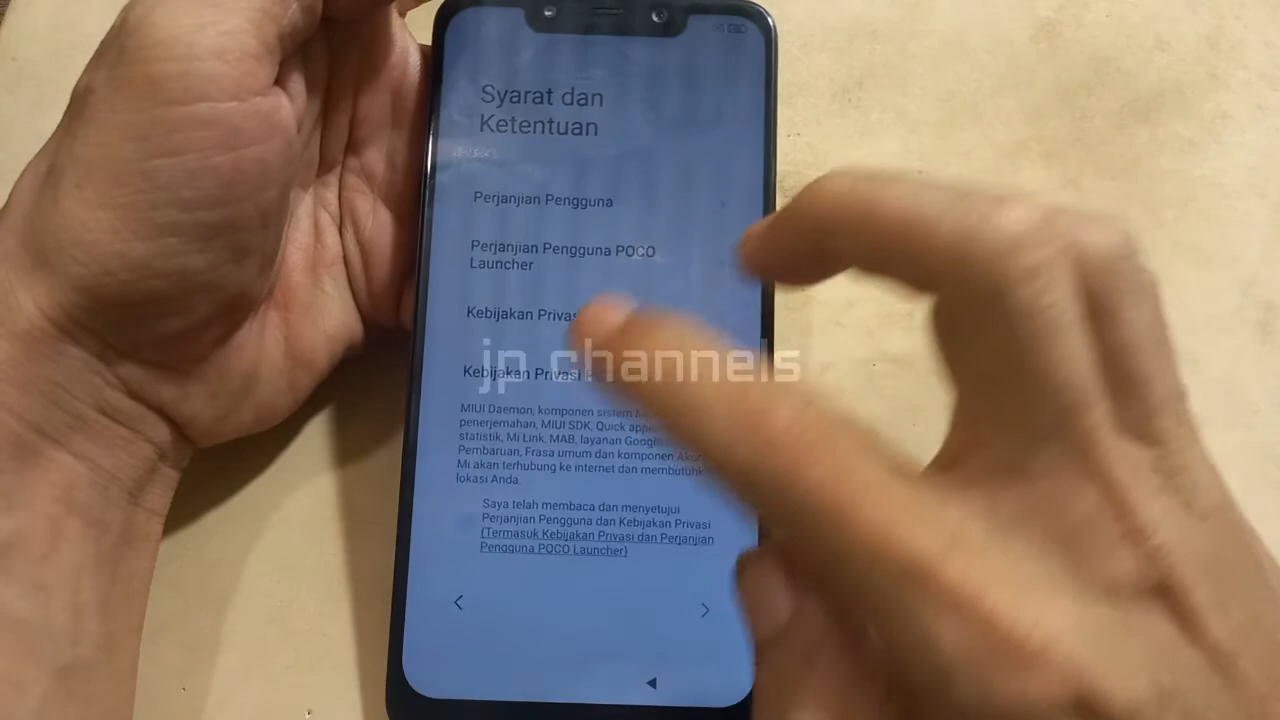 Syarat dan
Ketentuan
Perjanjian Pengguna
Perjanjian Pengguna POCO
Launcher
Kebijakan Privasi
jp channels
Kebijakan Privasi
MIUI Daemon, komponen sistem
penerjemahan, MIUI SDK, Quick
statistik, Mi Link, MAB, layanan Google
Pembaruan, Frasa umum dan komponen
Mi akan terhubung ke internet dan
lokasi Anda.
Saya telah membaca dan menyetujui
Perjanjian Pengguna dan Kebijakan Privasi
(Termasuk Kebijakan Privasi dan Perjanjian
Pengguna POCO Launcher)